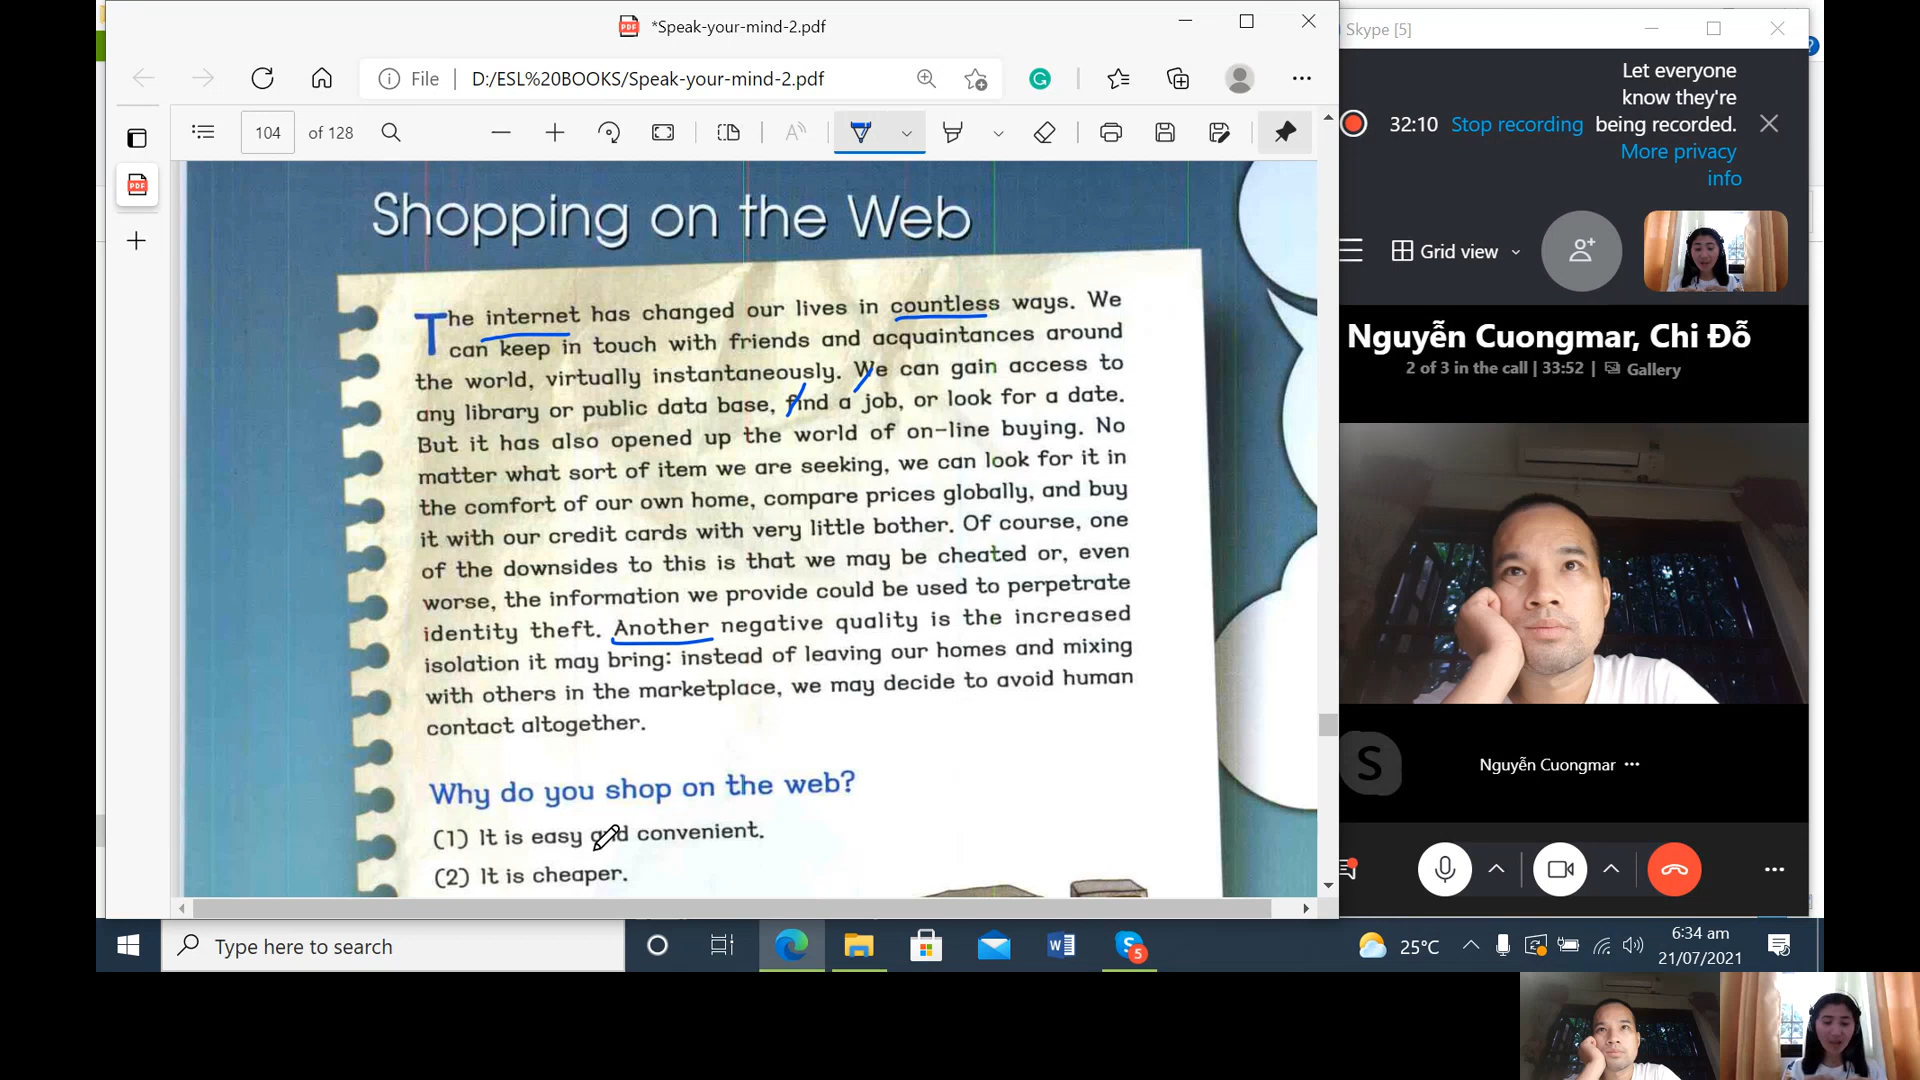 *Speak-your-mind-2.pdf
File D:/ESL%20BOOKS/Speak-your-mind-2.pdf
104 of 128
Shopping on the Web
The internet has changed our lives in countless ways. We
can keep in touch with friends and acquaintances around
the world, virtually instantaneously. We can gain access to
any library or public data base, find a job, or look for a date.
But it has also opened up the world of on-line buying. No
matter what sort of item we are seeking, we can look for it in
the comfort of our own home, compare prices globally, and buy
it with our credit cards with very little bother. Of course, one
of the downsides to this is that we may be cheated or, even
worse, the information we provide could be used to perpetrate
identity theft. Another negative quality is the increased
isolation it may bring: instead of leaving our homes and mixing
with others in the marketplace, we may decide to avoid human
contact altogether.
Why do you shop on the web?
(1) It is easy and convenient.
(2) It is cheaper.
Skype [5]
Let everyone
know they're
32:10 Stop recording being recorded.
More privacy
info
Grid view
Nguyễn Cuongmar, Chi Đỗ
2 of 3 in the call | 33:52 | Gallery
S
Nguyễn Cuongmar
Type here to search
25°C
6:34 am
21/07/2021